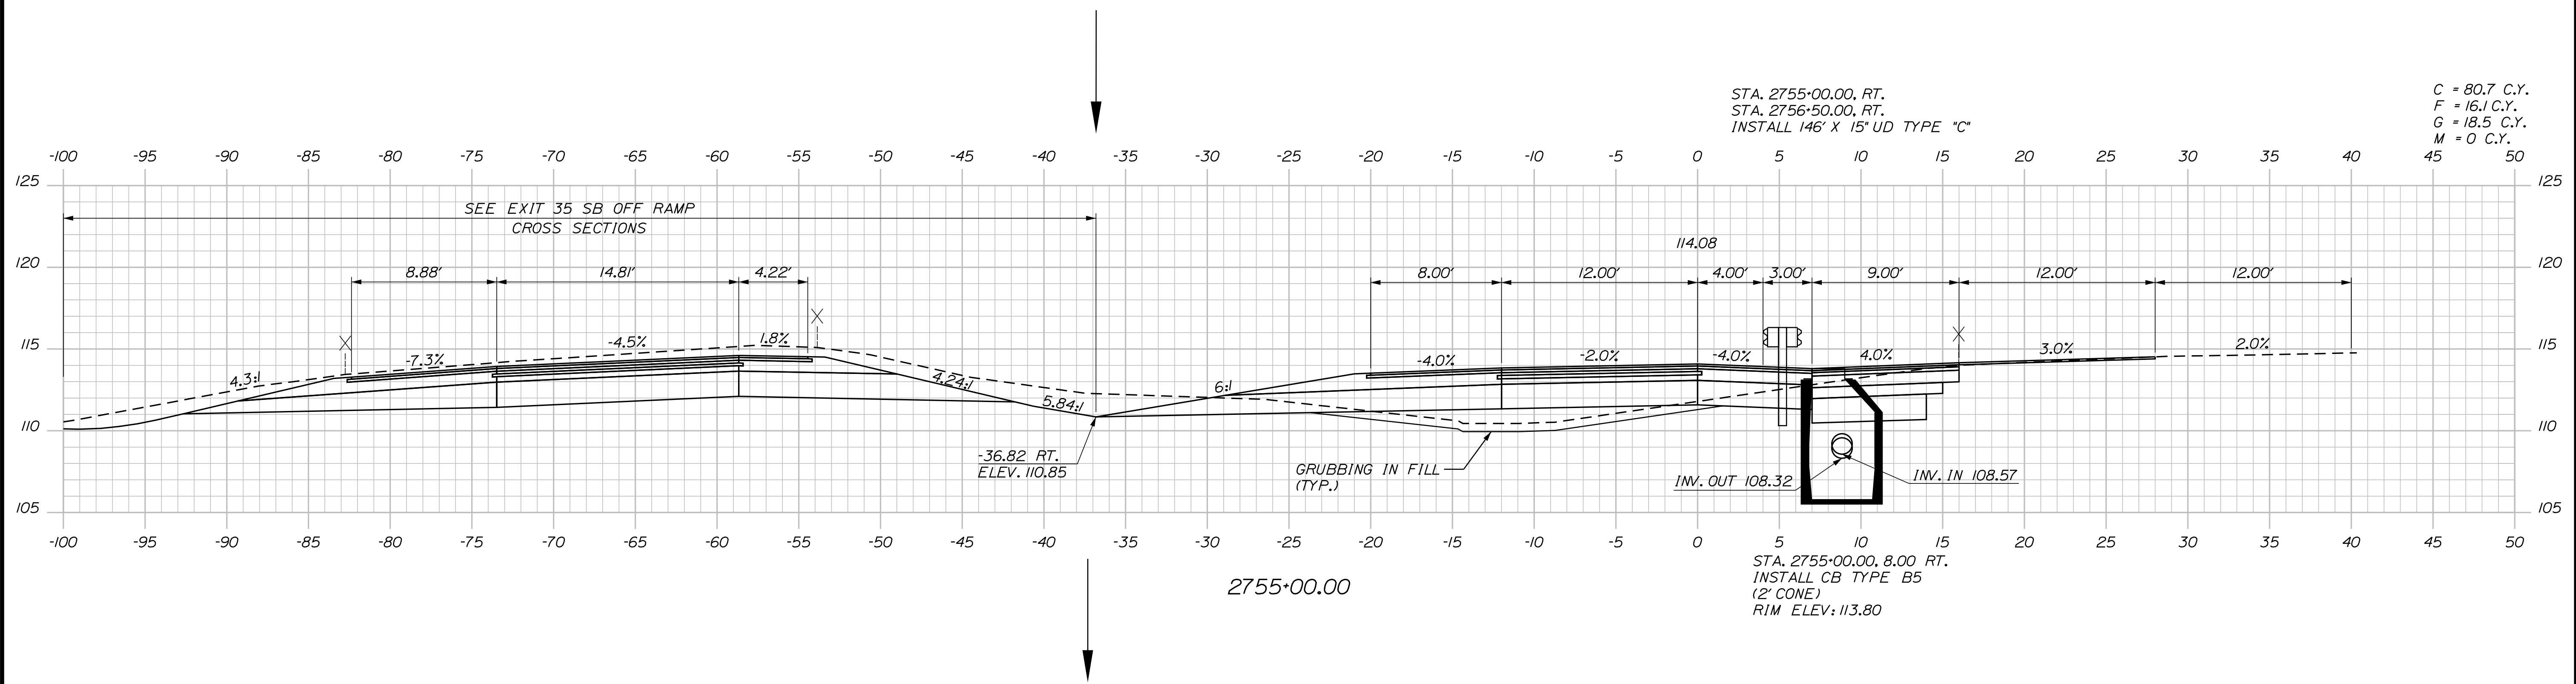 STA. 2755+00.00, RT.
STA. 2756+50.00, RT.
INSTALL 146' X 15" UD TYPE "C"
C = 80.7 C.Y.
F = 16.1 C.Y.
G = 18.5 C.Y.
M = 0 C.Y.
-100 -95 -90 -85 -80 -75 -70 -65 -60 -55 -50 -45 -40 -35 -30 -25 -20 -15 -10 -5 0 5 10 15 20 25 30 35 40 45 50
125 125
SEE EXIT 35 SB OFF RAMP
CROSS SECTIONS
114.08
120 120
8.88' 14.81' 4.22' 8.00' 12.00' 4.00' 3.00' 9.00' 12.00' 12.00'
115 115
-7.3% -4.5% 1.8% -4.0% -2.0% -4.0% 4.0% 3.0% 2.0%
4.3:1 4.24:1 5.84:1 6:1
110 110
-36.82 RT.
ELEV. 110.85
GRUBBING IN FILL
(TYP.)
INV. OUT 108.32
INV. IN 108.57
105 105
-100 -95 -90 -85 -80 -75 -70 -65 -60 -55 -50 -45 -40 -35 -30 -25 -20 -15 -10 -5 0 5 10 15 20 25 30 35 40 45 50
2755+00.00
STA. 2755+00.00, 8.00 RT.
INSTALL CB TYPE B5
(2' CONE)
RIM ELEV: 113.80